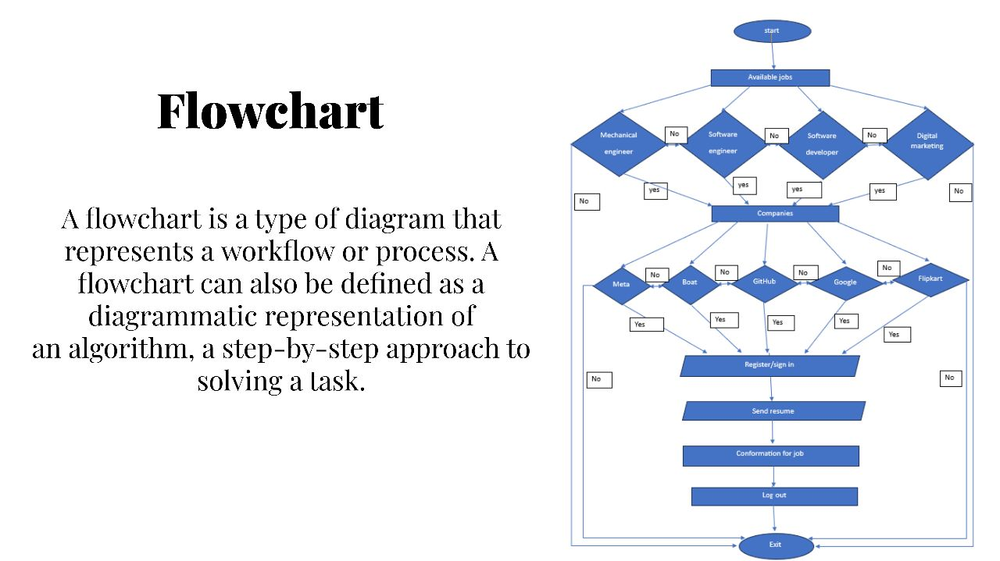 Flowchart
A flowchart is a type of diagram that
represents a workflow or process. A
flowchart can also be defined as a
diagrammatic representation of
an algorithm, a step-by-step approach to
solving a task.
start
Available jobs
Mechanical
engineer
No
Software
engineer
No
Software
developer
No
Digital
marketing
No
yes
yes
yes
yes
No
Companies
Meta
No
Boat
No
GitHub
No
Google
No
Flipkart
Yes
Yes
Yes
Yes
Yes
Register/sign in
No
No
Send resume
Conformation for job
Log out
Exit